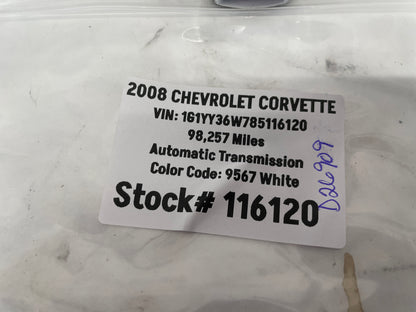 2008 CHEVROLET CORVETTE
VIN: 1G1YY36W785116120
98,257 Miles
Automatic Transmission
Color Code: 9567 White
Stock# 116120
D26909